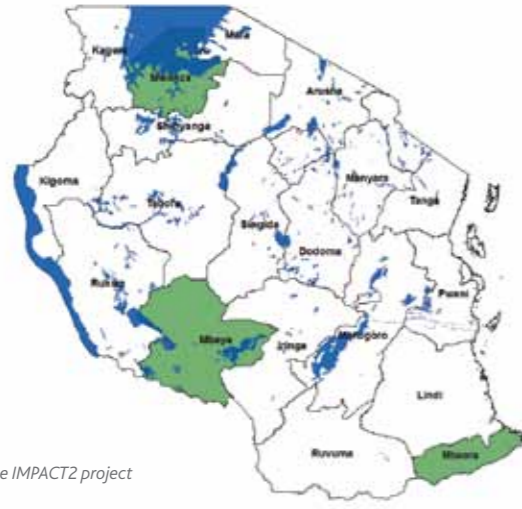 Kagera
Mara
Mwanza
Arusha
Shinyanga
Kigoma
Manyara
Tabora
Tanga
Singida
Dodoma
Rukwa
Pwani
Mbeya
Iringa
Morogoro
Lindi
Ruvuma
Mtwara
e IMPACT2 project